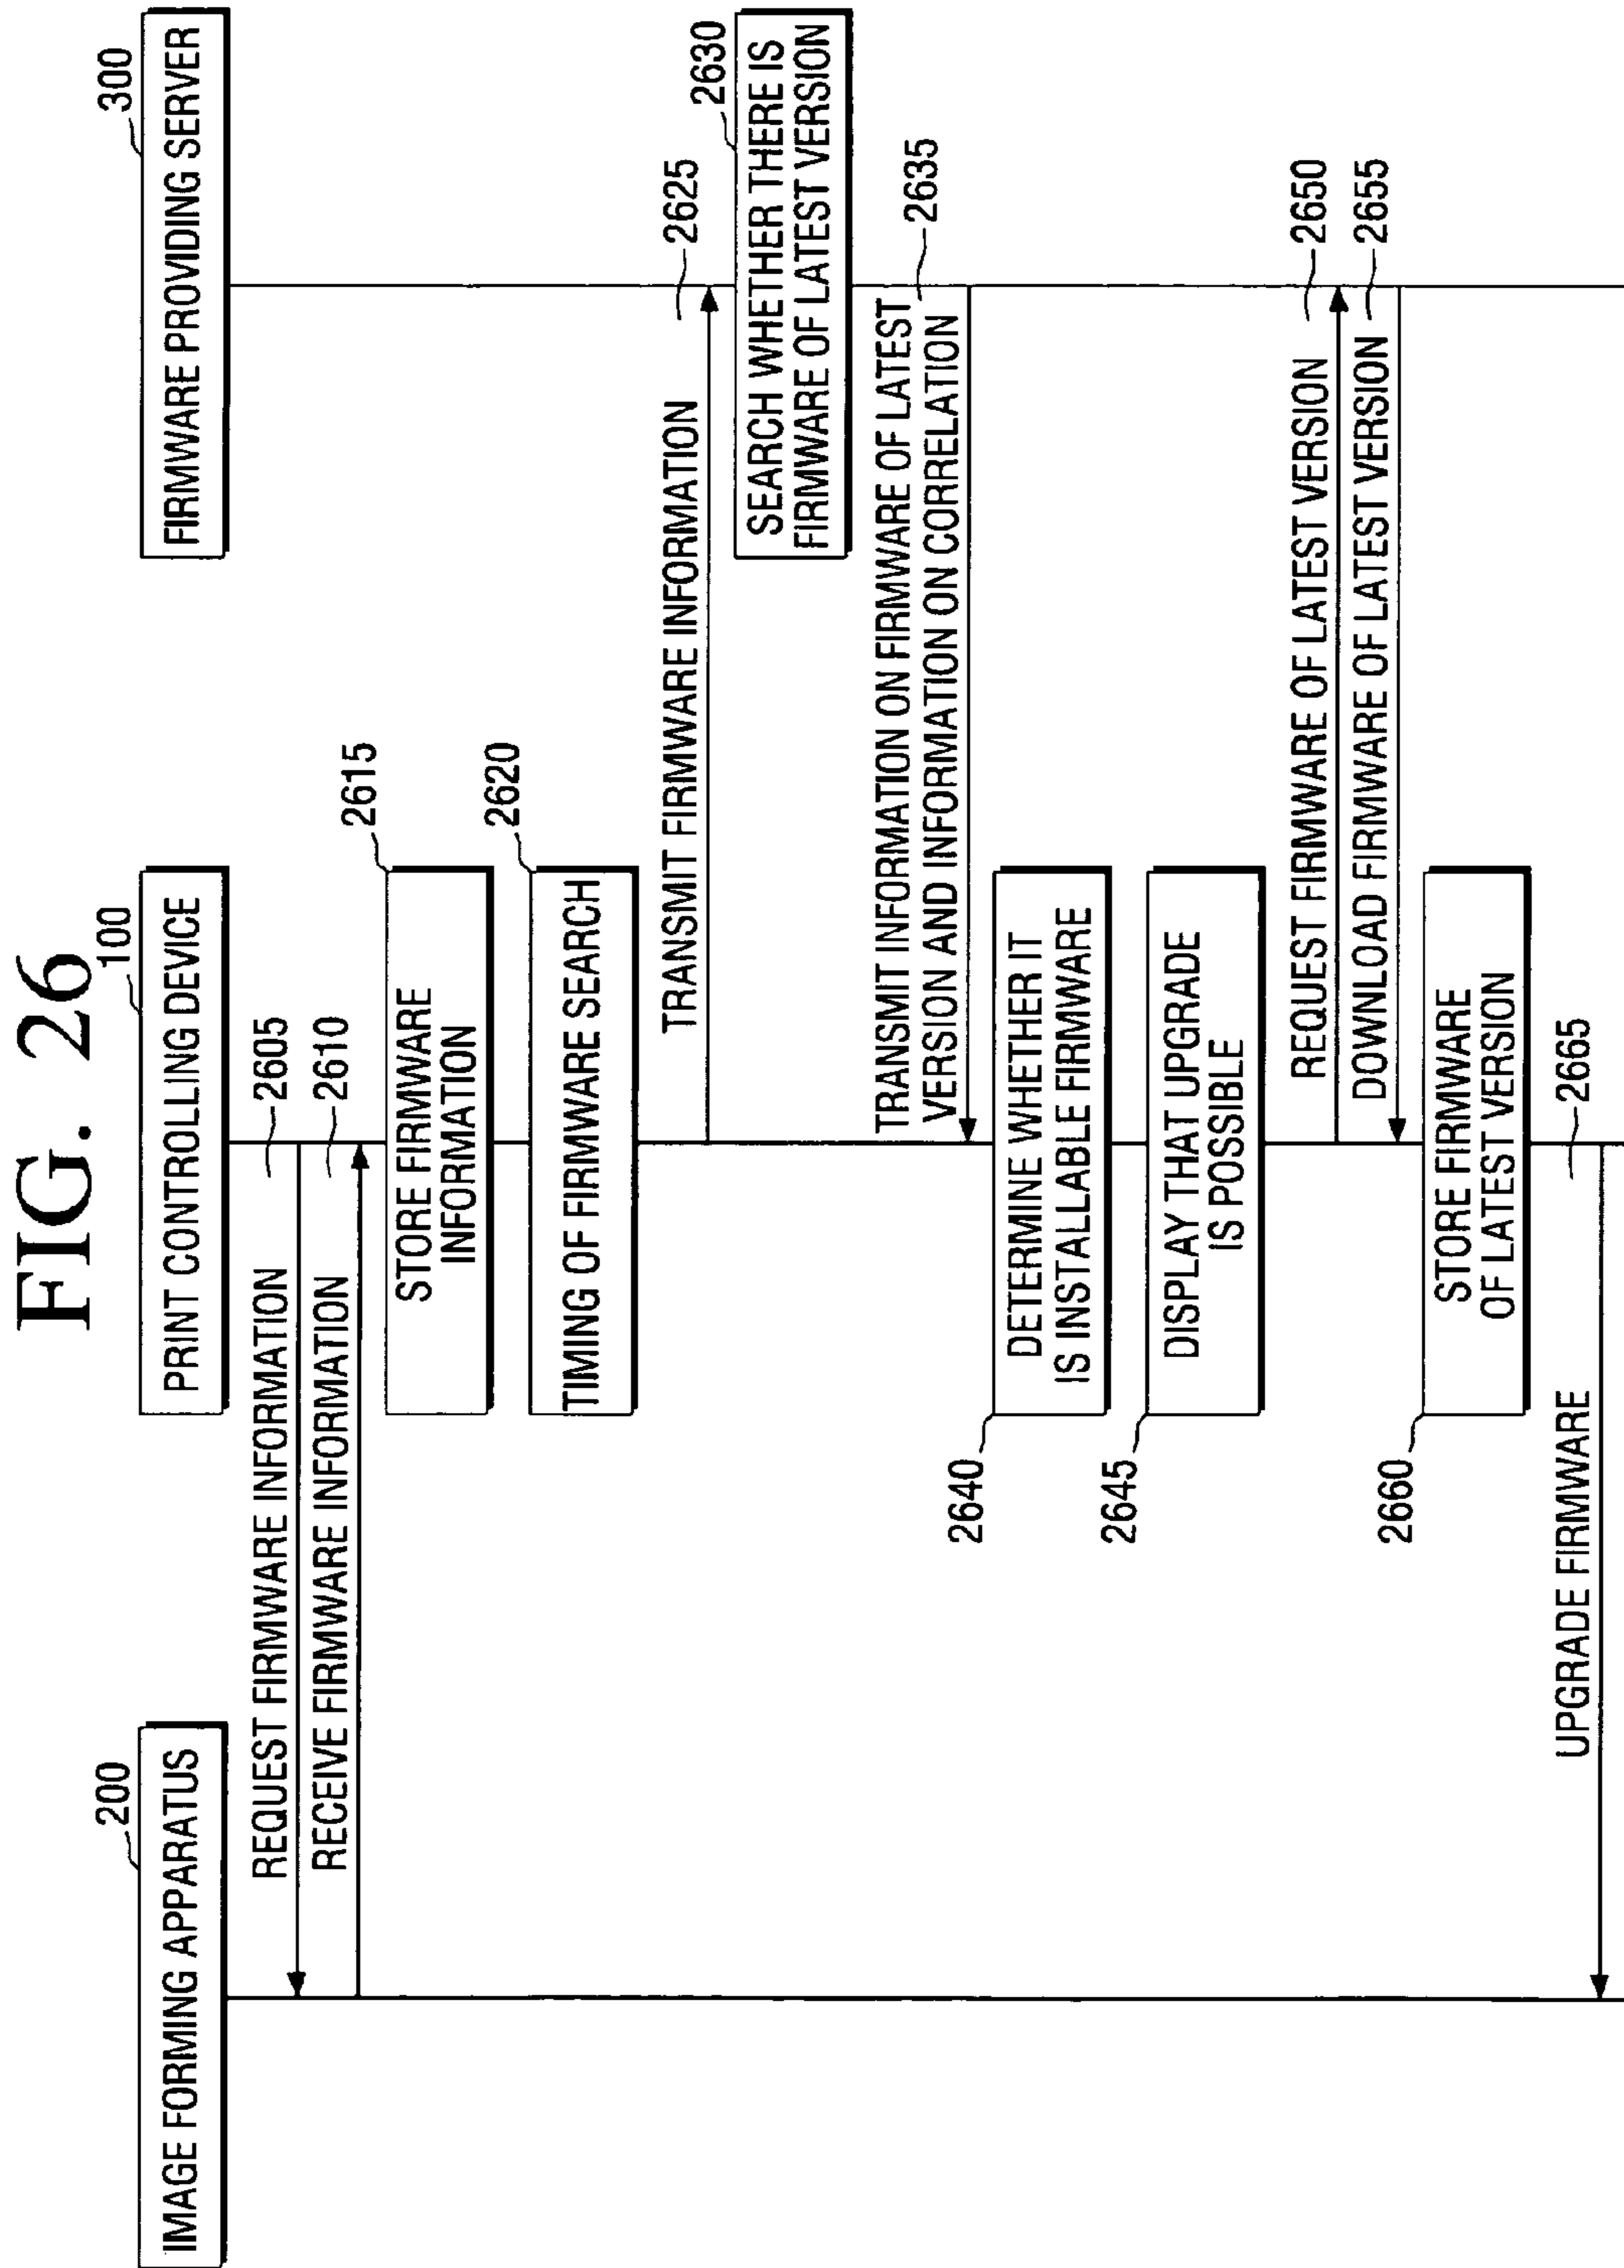 FIG. 26
200
IMAGE FORMING APPARATUS
100
PRINT CONTROLLING DEVICE
300
FIRMWARE PROVIDING SERVER
REQUEST FIRMWARE INFORMATION
2605
RECEIVE FIRMWARE INFORMATION
2610
2615
STORE FIRMWARE
INFORMATION
2620
TIMING OF FIRMWARE SEARCH
TRANSMIT FIRMWARE INFORMATION
2625
2630
SEARCH WHETHER THERE IS
FIRMWARE OF LATEST VERSION
TRANSMIT INFORMATION ON FIRMWARE OF LATEST
VERSION AND INFORMATION ON CORRELATION
2635
2640
DETERMINE WHETHER IT
IS INSTALLABLE FIRMWARE
2645
DISPLAY THAT UPGRADE
IS POSSIBLE
REQUEST FIRMWARE OF LATEST VERSION
2650
DOWNLOAD FIRMWARE OF LATEST VERSION
2655
2660
STORE FIRMWARE
OF LATEST VERSION
UPGRADE FIRMWARE
2665